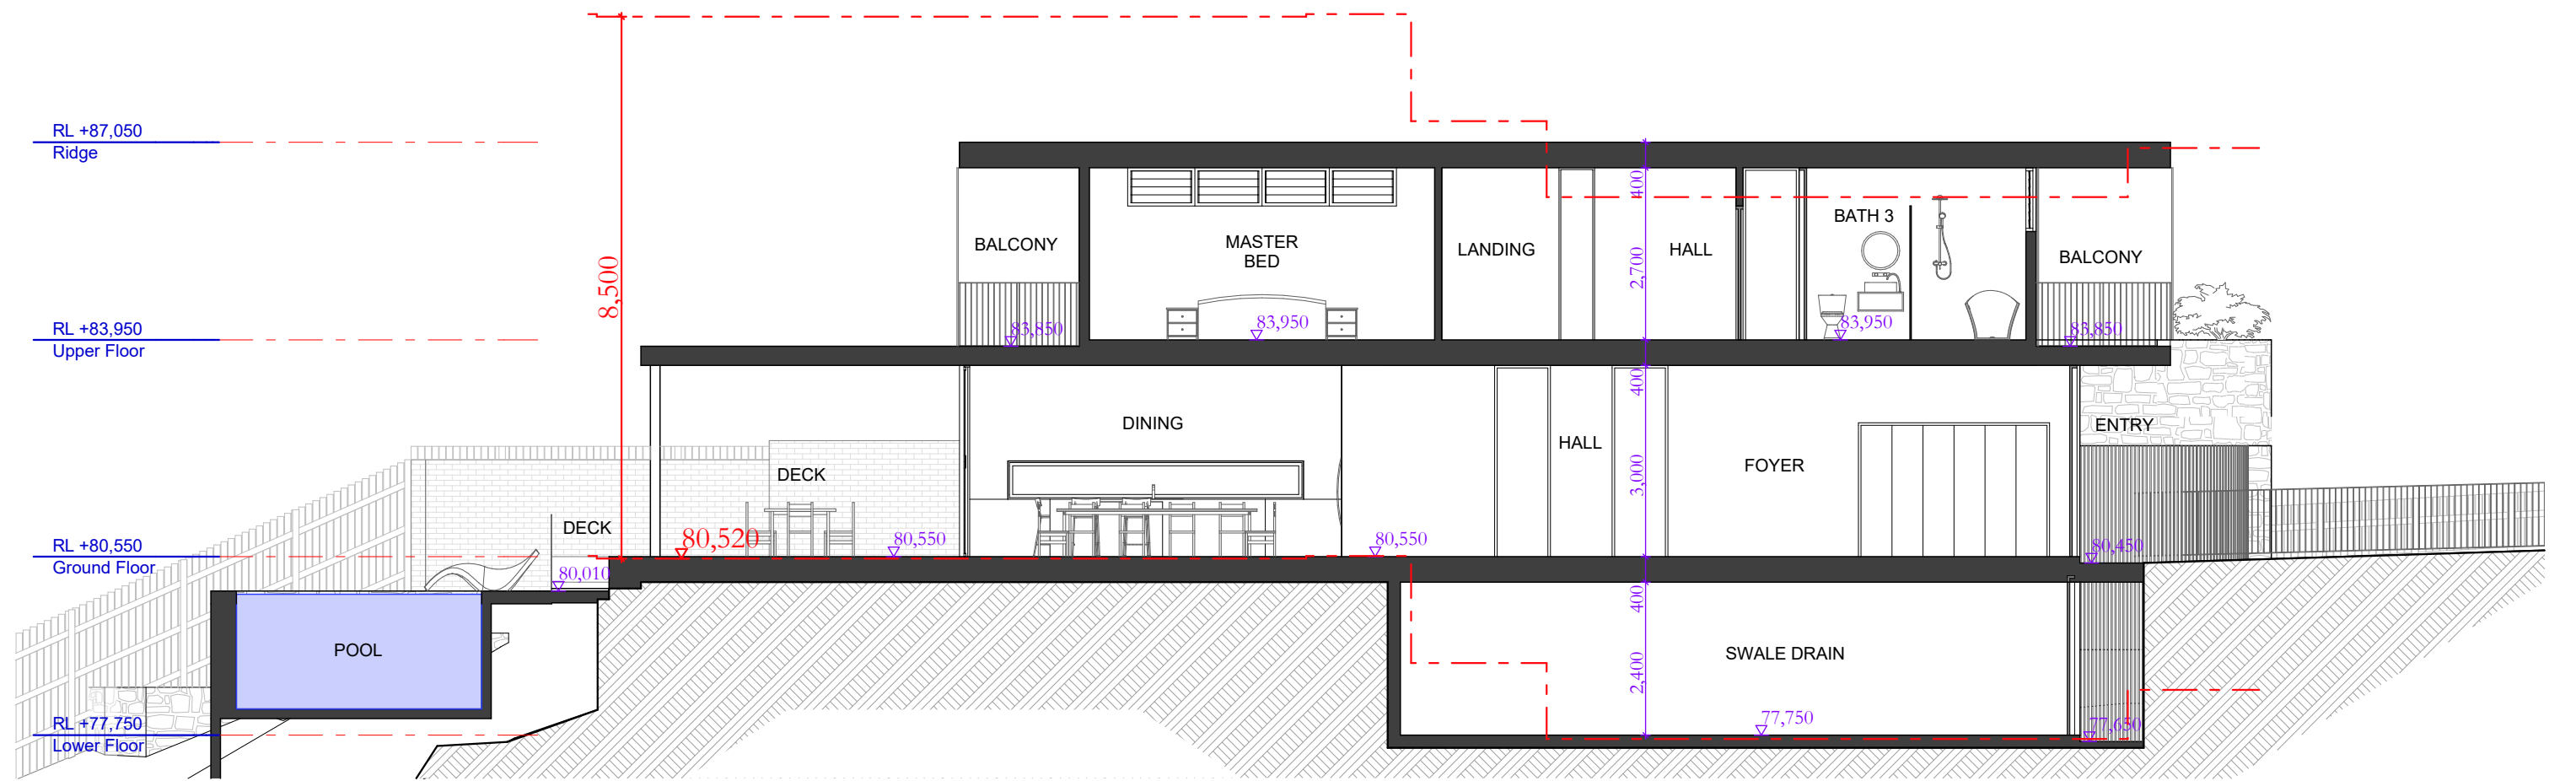 RL +87,050
Ridge
400
BATH 3
BALCONY
MASTER
BED
LANDING
HALL
BALCONY
2,700
8,500
RL +83,950
Upper Floor
83,850
83,950
83,950
83,850
400
DINING
ENTRY
HALL
FOYER
DECK
3,000
DECK
80,520
80,550
80,550
80,450
RL +80,550
Ground Floor
80,010
400
POOL
SWALE DRAIN
2,400
RL +77,750
Lower Floor
77,750
77,650